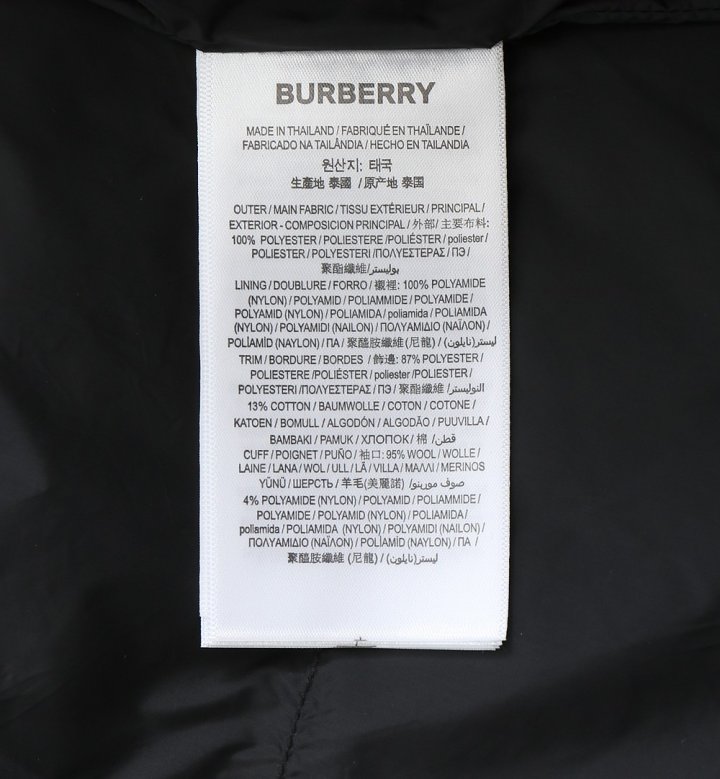 BURBERRY
MADE IN THAILAND / FABRIQUÉ EN THAÏLANDE /
FABRICADO NA TAILÂNDIA / HECHO EN TAILANDIA
원산지: 태국
生產地 泰國 / 原产地 泰国
OUTER / MAIN FABRIC / TISSU EXTÉRIEUR / PRINCIPAL /
EXTERIOR - COMPOSICION PRINCIPAL / 外部/ 主要布料:
100% POLYESTER / POLIESTERE /POLIÉSTER / poliester /
POLIESTER / POLYESTERI /ΠΟΛΥΕΣΤΕΡΑΣ / ПЭ /
聚酯纖維/بوليستر
LINING / DOUBLURE / FORRO / 襯裡: 100% POLYAMIDE
(NYLON) / POLYAMID / POLIAMMIDE / POLYAMIDE /
POLYAMID (NYLON) / POLIAMIDA / poliamida / POLIAMIDA
(NYLON) / POLYAMIDI (NAILON) / ΠΟΛΥΑΜΙΔΙΟ (ΝΑΪΛΟΝ) /
POLİAMİD (NAYLON) / ПА / 聚醯胺纖維 (尼龍) / ليستر(نايلون) /
TRIM / BORDURE / BORDES / 飾邊: 87% POLYESTER /
POLIESTERE /POLIÉSTER / poliester /POLIESTER /
POLYESTERI /ΠΟΛΥΕΣΤΕΡΑΣ / ПЭ / 聚酯纖維 /النوليستر
13% COTTON / BAUMWOLLE / COTON / COTONE /
KATOEN / BOMULL / ALGODÓN / ALGODÃO / PUUVILLA /
BAMBAKI / PAMUK / ХЛОПОК/ 棉 /قطن
CUFF / POIGNET / PUÑO / 袖口: 95% WOOL / WOLLE /
LAINE / LANA / WOL / ULL / LÃ / VILLA / ΜΑΛΛΙ / MERINOS
YÜNÜ / ШЕРСТЬ / 羊毛 (美麗諾) /صوف مورينو
4% POLYAMIDE (NYLON) / POLYAMID / POLIAMMIDE /
POLYAMIDE / POLYAMID (NYLON) / POLIAMIDA /
poliamida / POLIAMIDA (NYLON) / POLYAMIDI (NAILON) /
ΠΟΛΥΑΜΙΔΙΟ (ΝΑΪΛΟΝ) / POLİAMİD (NAYLON) / ПА /
聚醯胺纖維 (尼龍) / ليستر(نايلون)